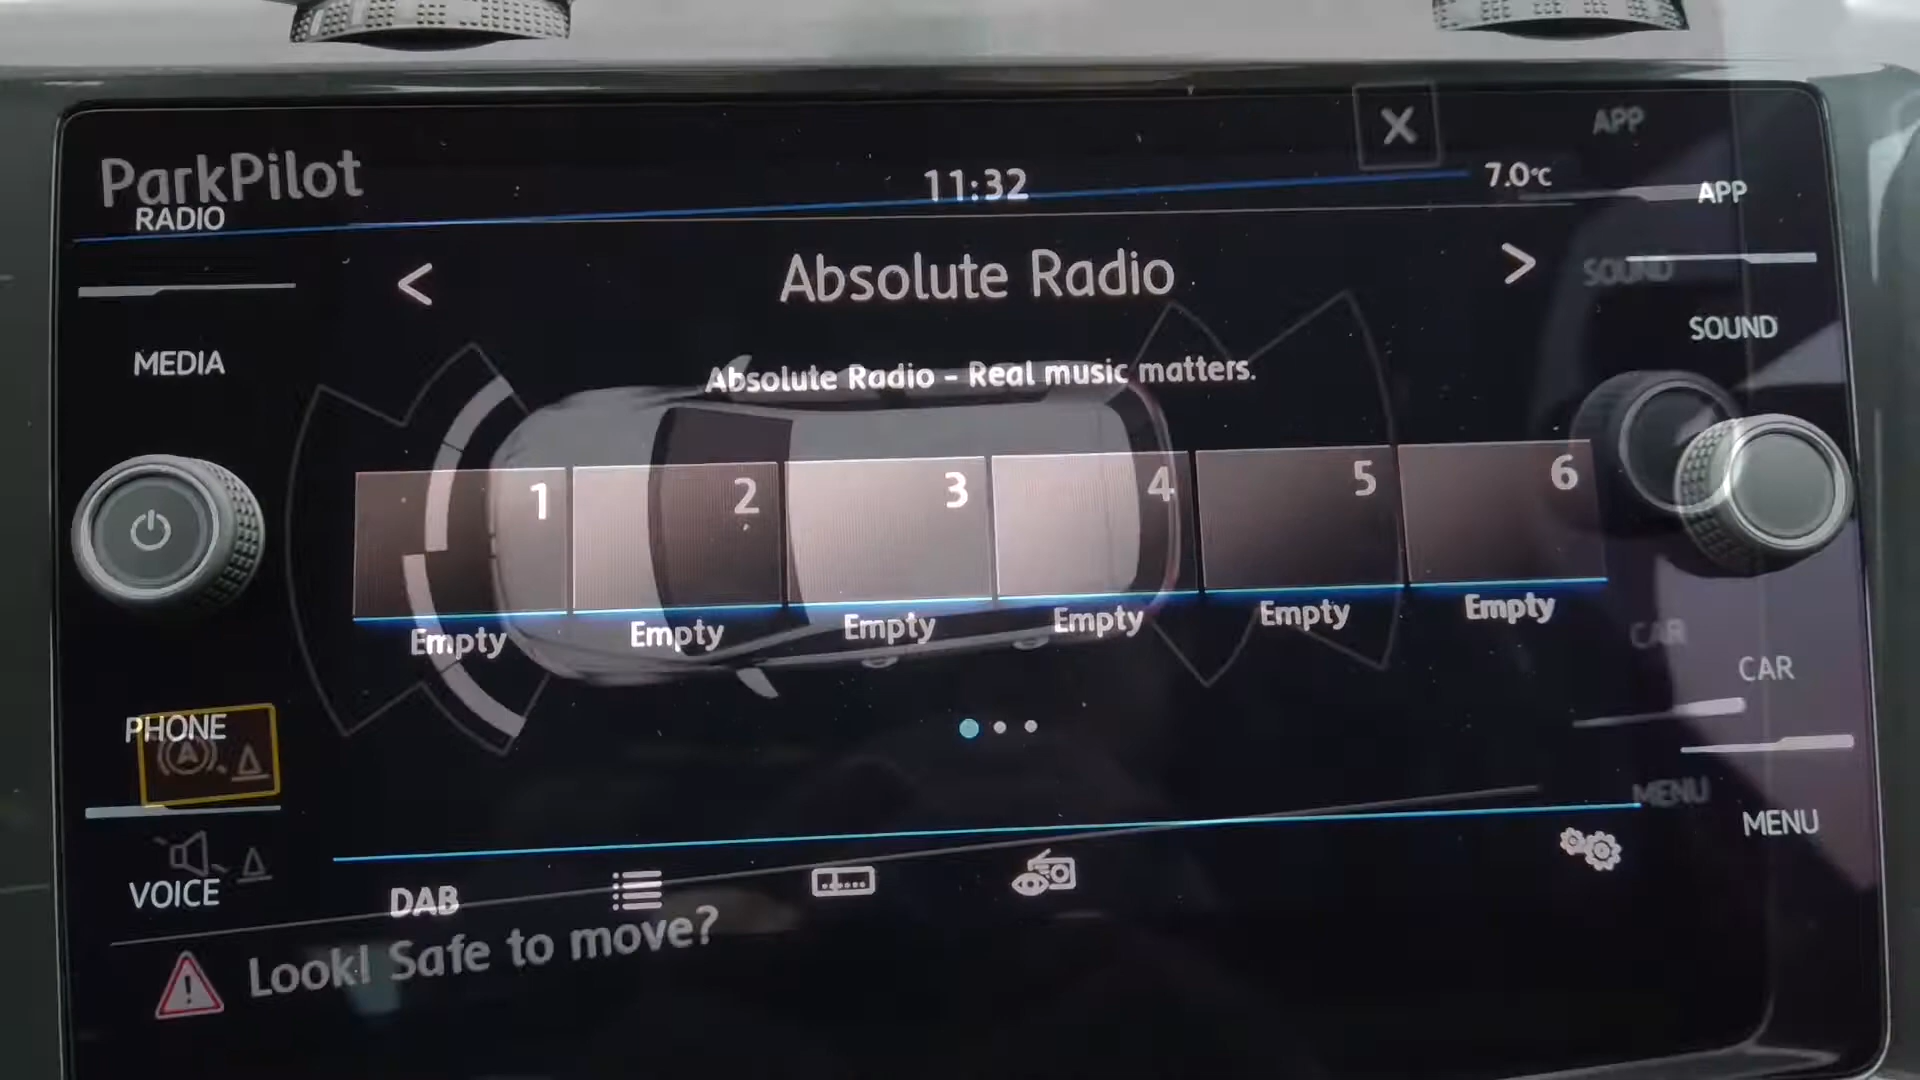 APP
ParkPilot
11:32
7.0°C
APP
RADIO
Absolute Radio
SOUND
SOUND
MEDIA
Absolute Radio - Real music matters.
1 2 3 4 5 6
Empty Empty Empty Empty Empty Empty
CAR
CAR
PHONE
MENU
MENU
VOICE
DAB
Look! Safe to move?